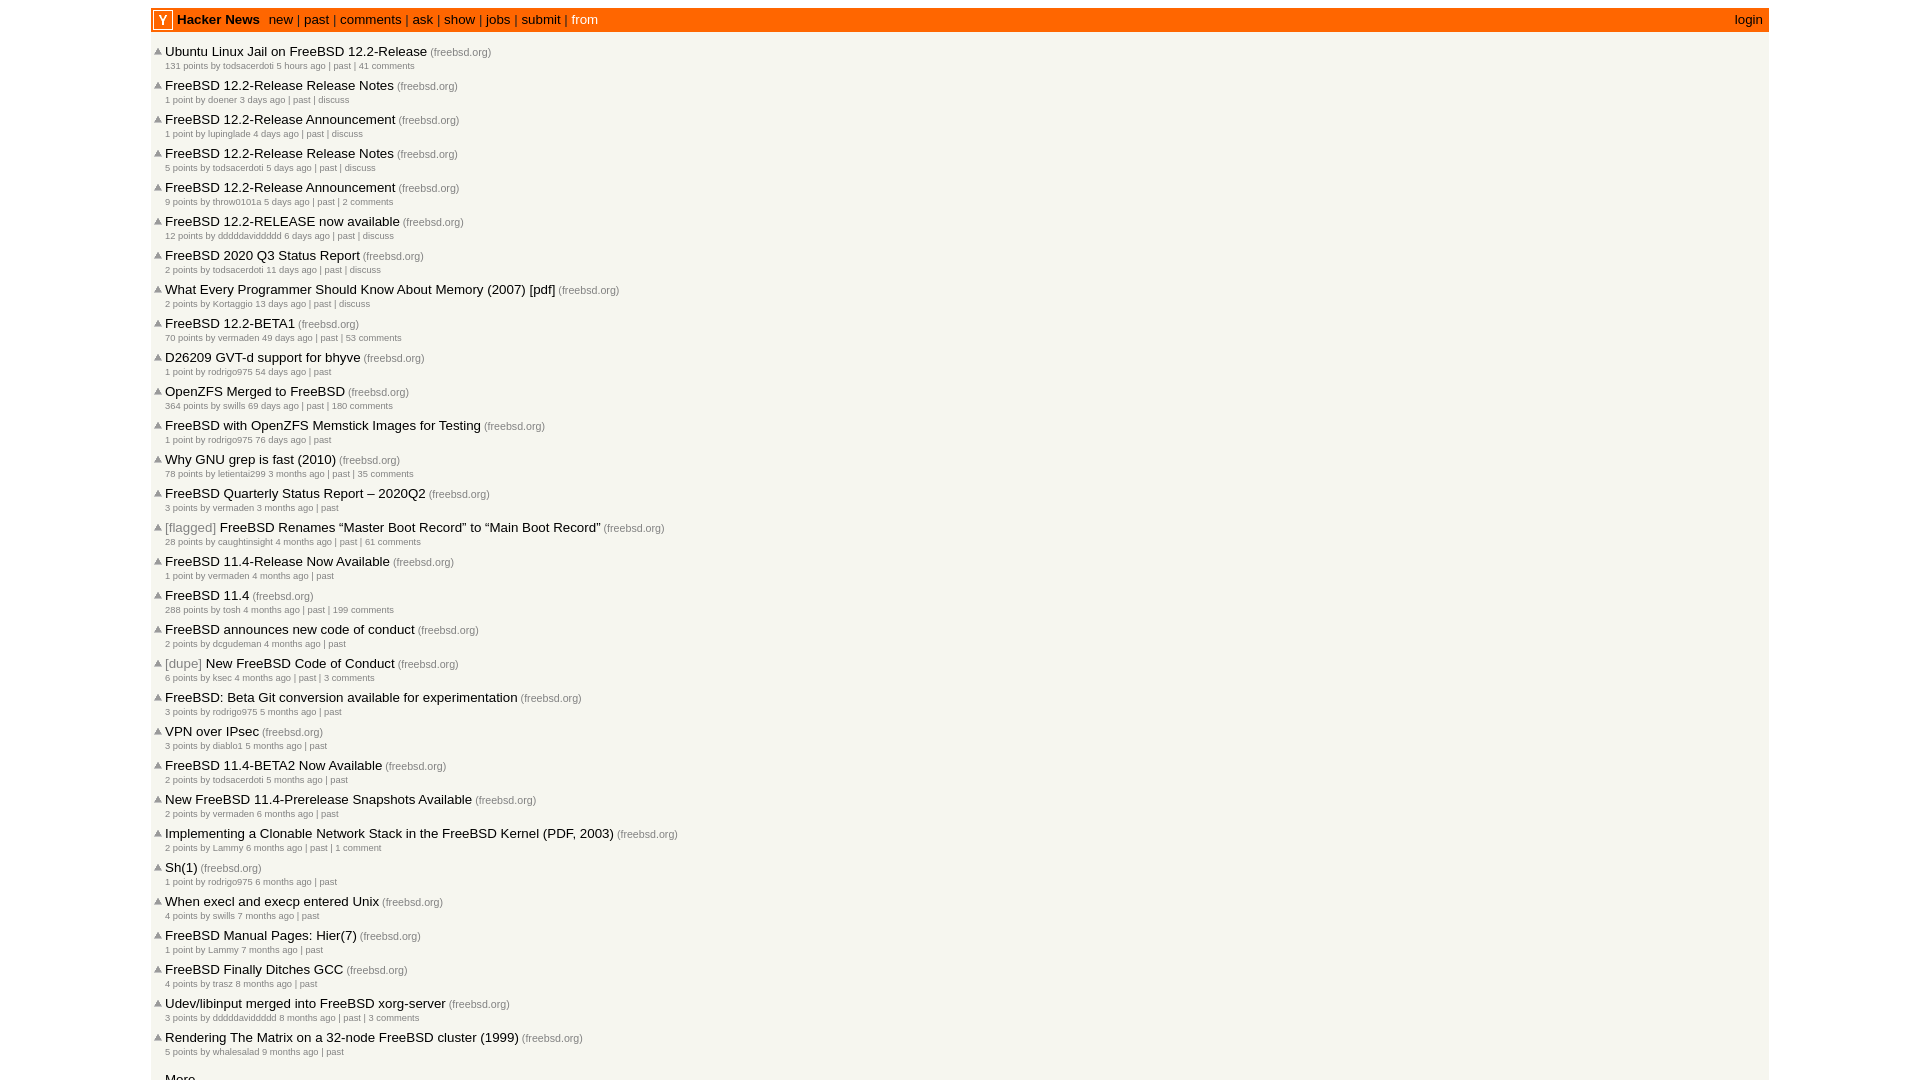 Y Hacker News new | past | comments | ask | show | jobs | submit | from login
Ubuntu Linux Jail on FreeBSD 12.2-Release (freebsd.org)
131 points by todsacerdoti 5 hours ago | past | 41 comments
FreeBSD 12.2-Release Release Notes (freebsd.org)
1 point by doener 3 days ago | past | discuss
FreeBSD 12.2-Release Announcement (freebsd.org)
1 point by lupinglade 4 days ago | past | discuss
FreeBSD 12.2-Release Release Notes (freebsd.org)
5 points by todsacerdoti 5 days ago | past | discuss
FreeBSD 12.2-Release Announcement (freebsd.org)
9 points by throw0101a 5 days ago | past | 2 comments
FreeBSD 12.2-RELEASE now available (freebsd.org)
12 points by dddddaviddddd 6 days ago | past | discuss
FreeBSD 2020 Q3 Status Report (freebsd.org)
2 points by todsacerdoti 11 days ago | past | discuss
What Every Programmer Should Know About Memory (2007) [pdf] (freebsd.org)
2 points by Kortaggio 13 days ago | past | discuss
FreeBSD 12.2-BETA1 (freebsd.org)
70 points by vermaden 49 days ago | past | 53 comments
D26209 GVT-d support for bhyve (freebsd.org)
1 point by rodrigo975 54 days ago | past
OpenZFS Merged to FreeBSD (freebsd.org)
364 points by swills 69 days ago | past | 180 comments
FreeBSD with OpenZFS Memstick Images for Testing (freebsd.org)
1 point by rodrigo975 76 days ago | past
Why GNU grep is fast (2010) (freebsd.org)
78 points by letientai299 3 months ago | past | 35 comments
FreeBSD Quarterly Status Report – 2020Q2 (freebsd.org)
3 points by vermaden 3 months ago | past
[flagged] FreeBSD Renames “Master Boot Record” to “Main Boot Record” (freebsd.org)
28 points by caughtinsight 4 months ago | past | 61 comments
FreeBSD 11.4-Release Now Available (freebsd.org)
1 point by vermaden 4 months ago | past
FreeBSD 11.4 (freebsd.org)
288 points by tosh 4 months ago | past | 199 comments
FreeBSD announces new code of conduct (freebsd.org)
2 points by dcgudeman 4 months ago | past
[dupe] New FreeBSD Code of Conduct (freebsd.org)
6 points by ksec 4 months ago | past | 3 comments
FreeBSD: Beta Git conversion available for experimentation (freebsd.org)
3 points by rodrigo975 5 months ago | past
VPN over IPsec (freebsd.org)
3 points by diablo1 5 months ago | past
FreeBSD 11.4-BETA2 Now Available (freebsd.org)
2 points by todsacerdoti 5 months ago | past
New FreeBSD 11.4-Prerelease Snapshots Available (freebsd.org)
2 points by vermaden 6 months ago | past
Implementing a Clonable Network Stack in the FreeBSD Kernel (PDF, 2003) (freebsd.org)
2 points by Lammy 6 months ago | past | 1 comment
Sh(1) (freebsd.org)
1 point by rodrigo975 6 months ago | past
When execl and execp entered Unix (freebsd.org)
4 points by swills 7 months ago | past
FreeBSD Manual Pages: Hier(7) (freebsd.org)
1 point by Lammy 7 months ago | past
FreeBSD Finally Ditches GCC (freebsd.org)
4 points by trasz 8 months ago | past
Udev/libinput merged into FreeBSD xorg-server (freebsd.org)
3 points by dddddaviddddd 8 months ago | past | 3 comments
Rendering The Matrix on a 32-node FreeBSD cluster (1999) (freebsd.org)
5 points by whalesalad 9 months ago | past
More